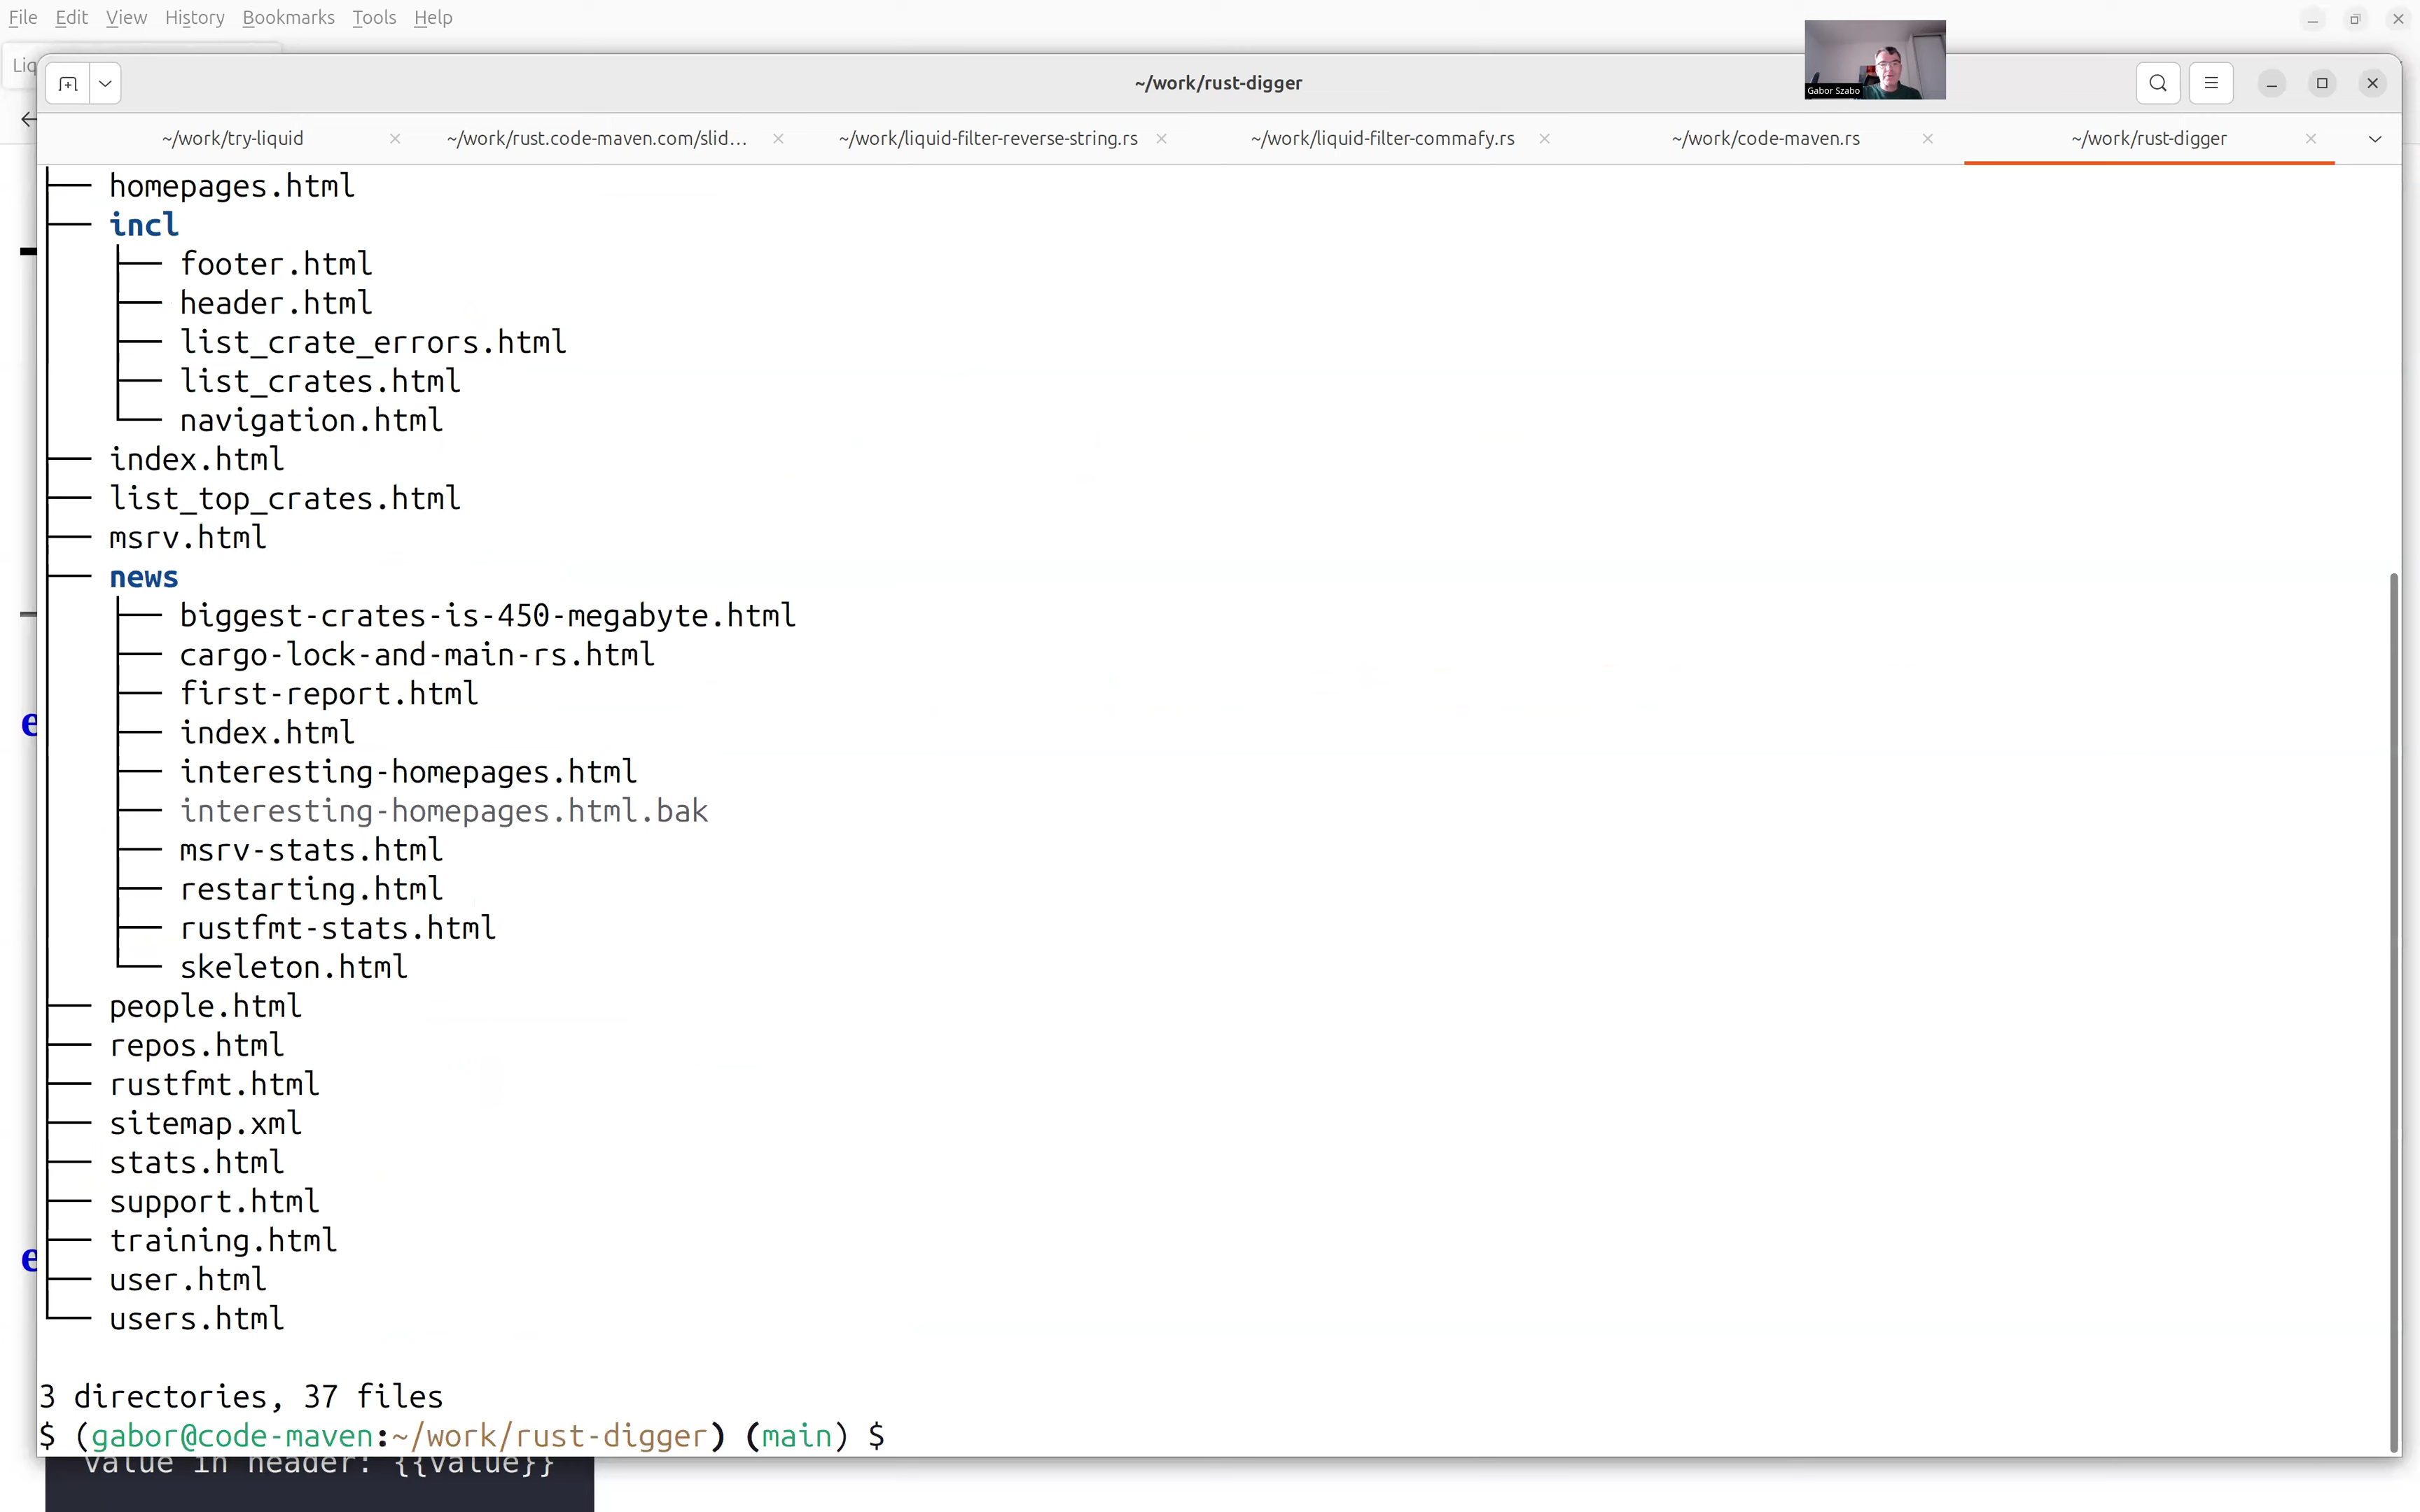 File Edit View History Bookmarks Tools Help
Liq
~/work/rust-digger
Gabor Szabo
~/work/try-liquid ~/work/rust.code-maven.com/slid... ~/work/liquid-filter-reverse-string.rs ~/work/liquid-filter-commafy.rs ~/work/code-maven.rs ~/work/rust-digger
├── homepages.html
├── incl
│   ├── footer.html
│   ├── header.html
│   ├── list_crate_errors.html
│   ├── list_crates.html
│   └── navigation.html
├── index.html
├── list_top_crates.html
├── msrv.html
├── news
│   ├── biggest-crates-is-450-megabyte.html
│   ├── cargo-lock-and-main-rs.html
│   ├── first-report.html
│   ├── index.html
│   ├── interesting-homepages.html
│   ├── interesting-homepages.html.bak
│   ├── msrv-stats.html
│   ├── restarting.html
│   ├── rustfmt-stats.html
│   └── skeleton.html
├── people.html
├── repos.html
├── rustfmt.html
├── sitemap.xml
├── stats.html
├── support.html
├── training.html
├── user.html
└── users.html
3 directories, 37 files
$ (gabor@code-maven:~/work/rust-digger) (main) $
value in header: {{value}}